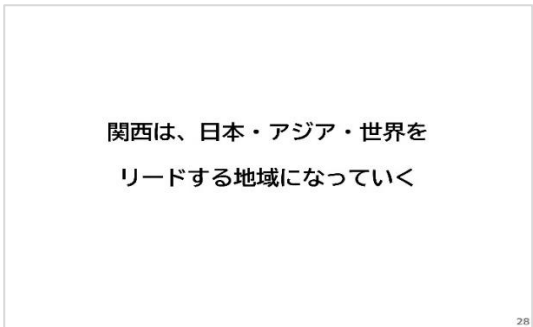 関西は、日本・アジア・世界を
リードする地域になっていく
28